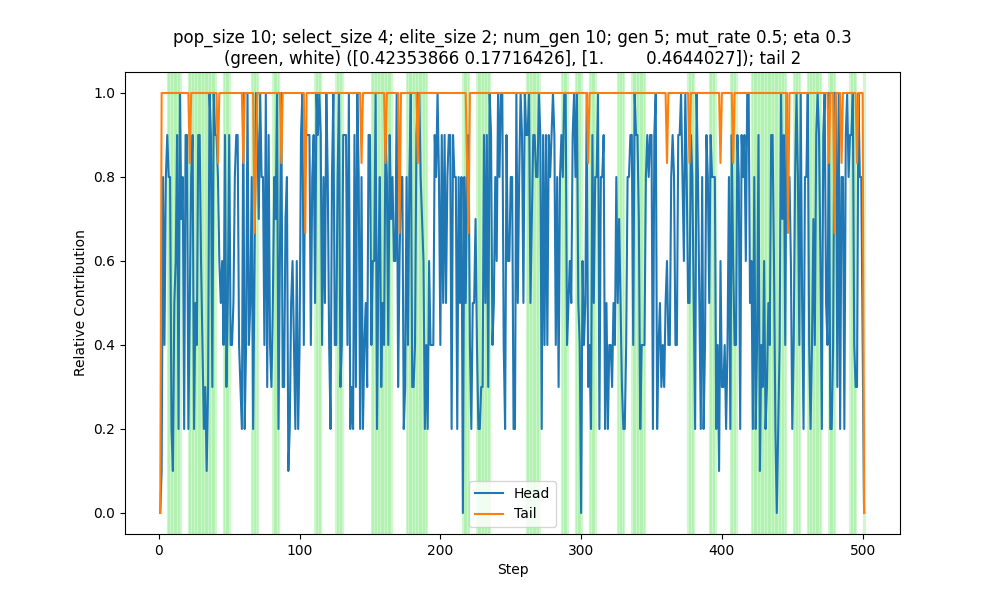 pop_size 10; select_size 4; elite_size 2; num_gen 10; gen 5; mut_rate 0.5; eta 0.3
(green, white) ([0.42353866 0.17716426], [1.         0.4644027]); tail 2
1.0
0.8
0.6
0.4
0.2
0.0
Relative Contribution
Head
Tail
0
100
200
300
400
500
Step